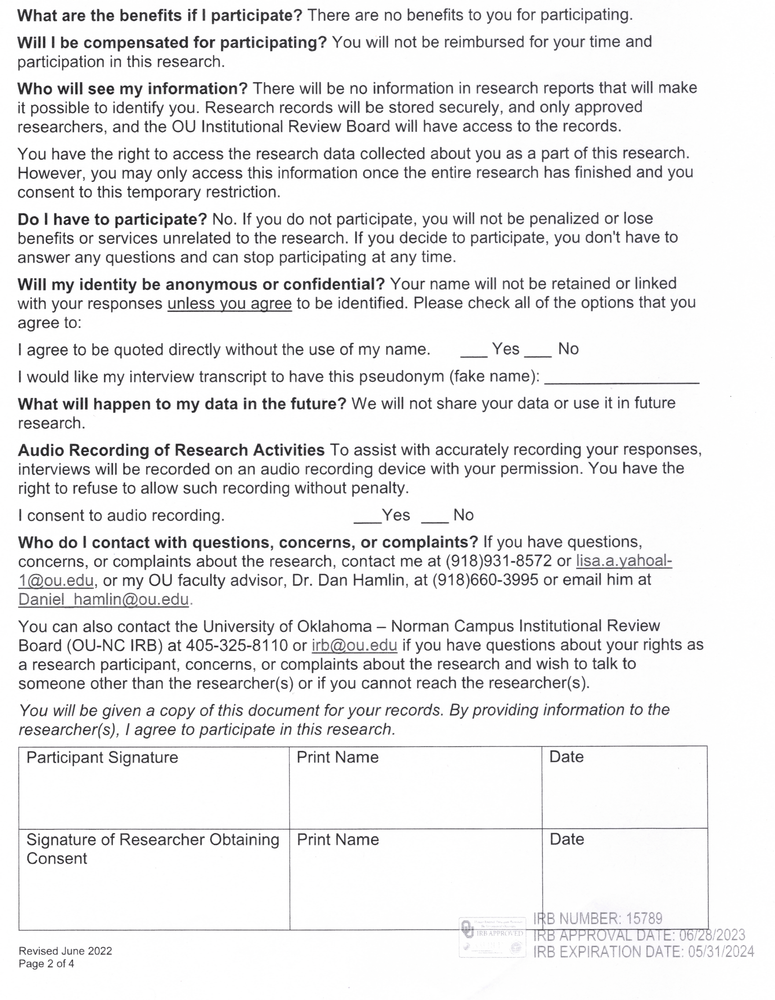 What are the benefits if I participate? There are no benefits to you for participating.
Will I be compensated for participating? You will not be reimbursed for your time and
participation in this research.
Who will see my information? There will be no information in research reports that will make
it possible to identify you. Research records will be stored securely, and only approved
researchers, and the OU Institutional Review Board will have access to the records.
You have the right to access the research data collected about you as a part of this research.
However, you may only access this information once the entire research has finished and you
consent to this temporary restriction.
Do I have to participate? No. If you do not participate, you will not be penalized or lose
benefits or services unrelated to the research. If you decide to participate, you don't have to
answer any questions and can stop participating at any time.
Will my identity be anonymous or confidential? Your name will not be retained or linked
with your responses unless you agree to be identified. Please check all of the options that you
agree to:
I agree to be quoted directly without the use of my name. ___ Yes ___ No
I would like my interview transcript to have this pseudonym (fake name): _________________
What will happen to my data in the future? We will not share your data or use it in future
research.
Audio Recording of Research Activities To assist with accurately recording your responses,
interviews will be recorded on an audio recording device with your permission. You have the
right to refuse to allow such recording without penalty.
I consent to audio recording. ___Yes ___ No
Who do I contact with questions, concerns, or complaints? If you have questions,
concerns, or complaints about the research, contact me at (918)931-8572 or lisa.a.yahoal-
1@ou.edu, or my OU faculty advisor, Dr. Dan Hamlin, at (918)660-3995 or email him at
Daniel_hamlin@ou.edu.
You can also contact the University of Oklahoma – Norman Campus Institutional Review
Board (OU-NC IRB) at 405-325-8110 or irb@ou.edu if you have questions about your rights as
a research participant, concerns, or complaints about the research and wish to talk to
someone other than the researcher(s) or if you cannot reach the researcher(s).
You will be given a copy of this document for your records. By providing information to the
researcher(s), I agree to participate in this research.
Participant Signature Print Name Date
Signature of Researcher Obtaining Print Name Date
Consent
IRB NUMBER: 15789
IRB APPROVED IRB APPROVAL DATE: 06/28/2023
IRB EXPIRATION DATE: 05/31/2024
Revised June 2022
Page 2 of 4